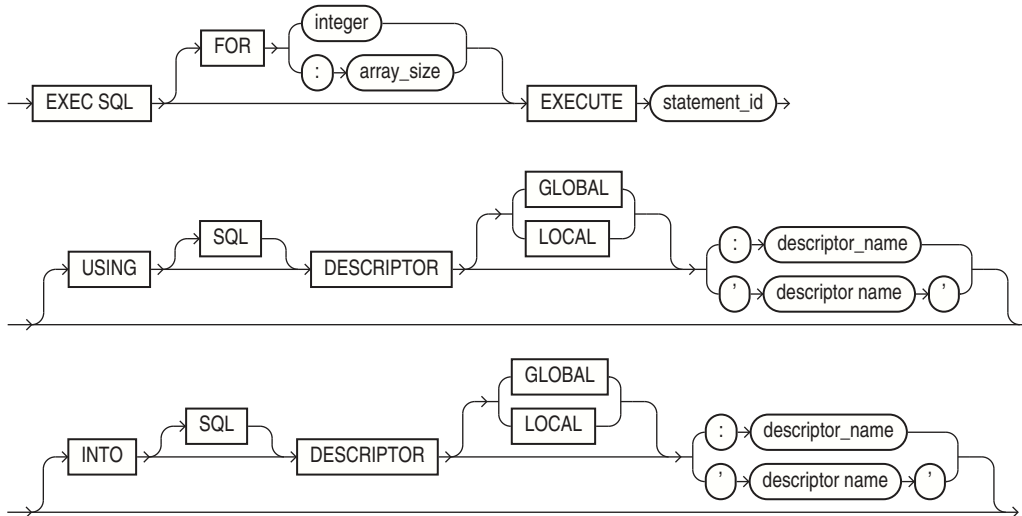 integer
FOR
: array_size
EXEC SQL EXECUTE statement_id
GLOBAL
SQL LOCAL : descriptor_name
USING DESCRIPTOR ' descriptor name '
GLOBAL
SQL LOCAL : descriptor_name
INTO DESCRIPTOR ' descriptor name '